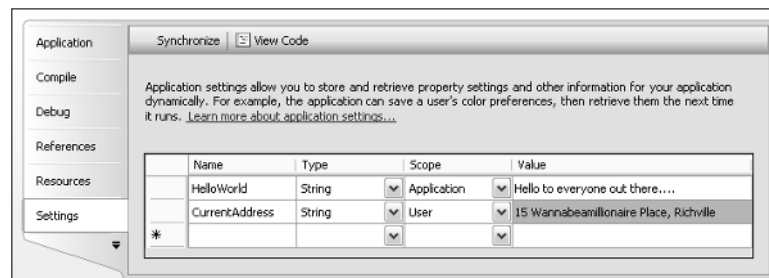 Application
Compile
Debug
References
Resources
Settings
Synchronize View Code
Application settings allow you to store and retrieve property settings and other information for your application
dynamically. For example, the application can save a user's color preferences, then retrieve them the next time
it runs. Learn more about application settings...
Name Type Scope Value
HelloWorld String Application Hello to everyone out there....
CurrentAddress String User 15 Wannabeamillionaire Place, Richville
*